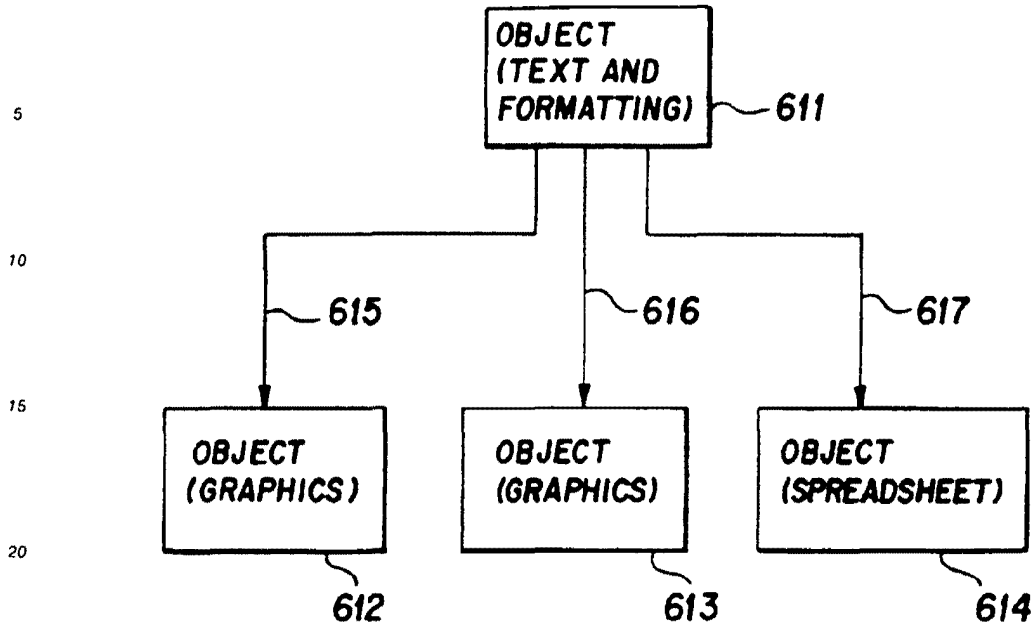 OBJECT
(TEXT AND
FORMATTING)
5
611
10
615
616
617
15
OBJECT
(GRAPHICS)
OBJECT
(GRAPHICS)
OBJECT
(SPREADSHEET)
20
612
613
614